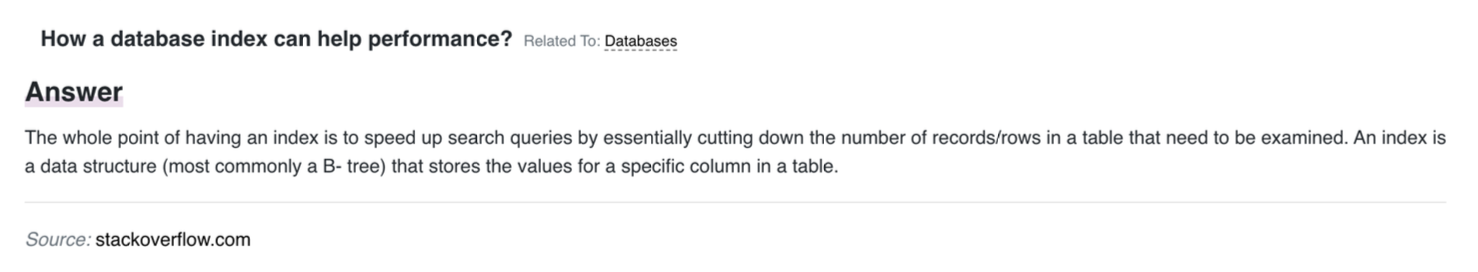 How a database index can help performance? Related To: Databases
Answer
The whole point of having an index is to speed up search queries by essentially cutting down the number of records/rows in a table that need to be examined. An index is
a data structure (most commonly a B- tree) that stores the values for a specific column in a table.
Source: stackoverflow.com